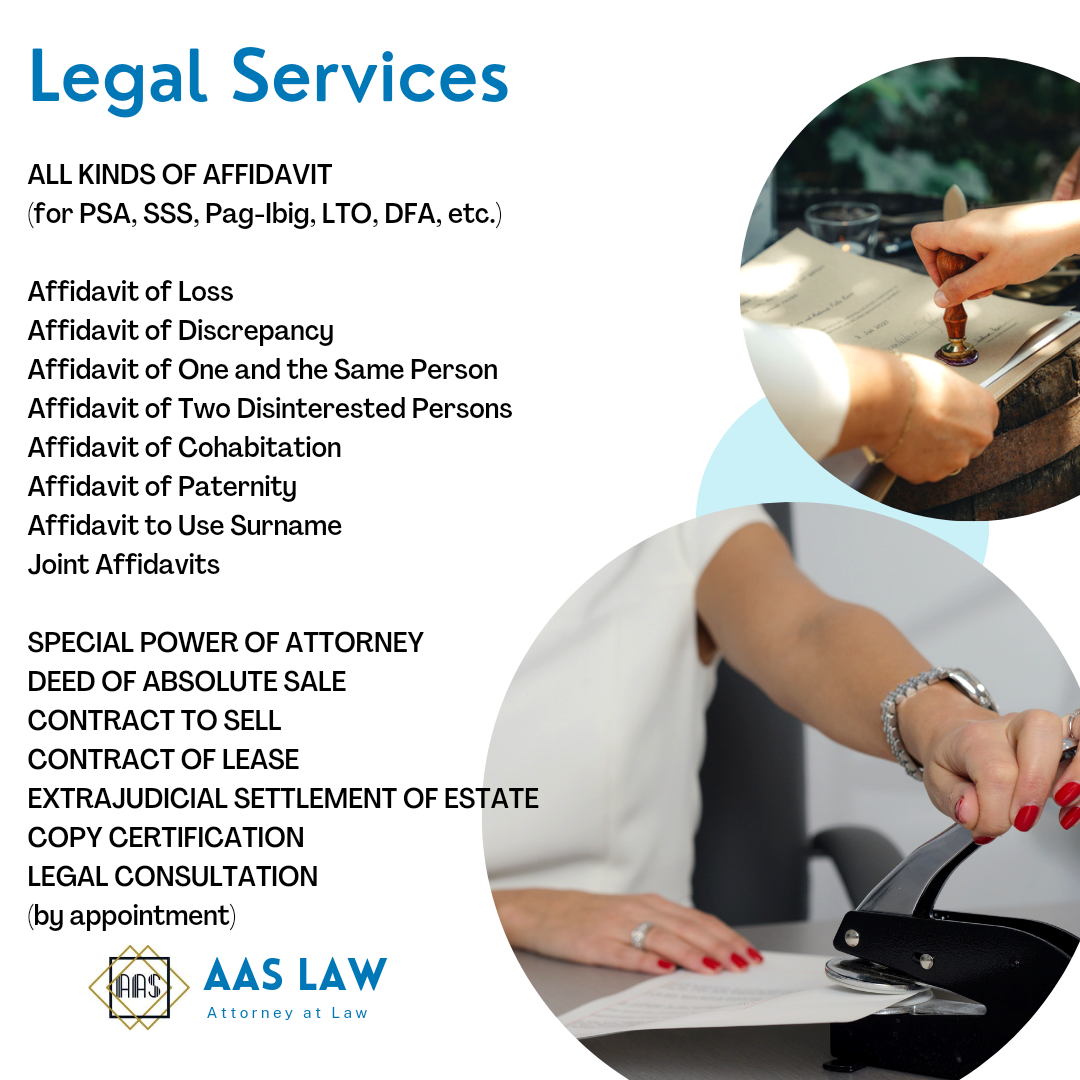 Legal Services
ALL KINDS OF AFFIDAVIT
(for PSA, SSS, Pag-Ibig, LTO, DFA, etc.)
Affidavit of Loss
Affidavit of Discrepancy
Affidavit of One and the Same Person
Affidavit of Two Disinterested Persons
Affidavit of Cohabitation
Affidavit of Paternity
Affidavit to Use Surname
Joint Affidavits
SPECIAL POWER OF ATTORNEY
DEED OF ABSOLUTE SALE
CONTRACT TO SELL
CONTRACT OF LEASE
EXTRAJUDICIAL SETTLEMENT OF ESTATE
COPY CERTIFICATION
LEGAL CONSULTATION
(by appointment)
AAS
AAS LAW
Attorney at Law